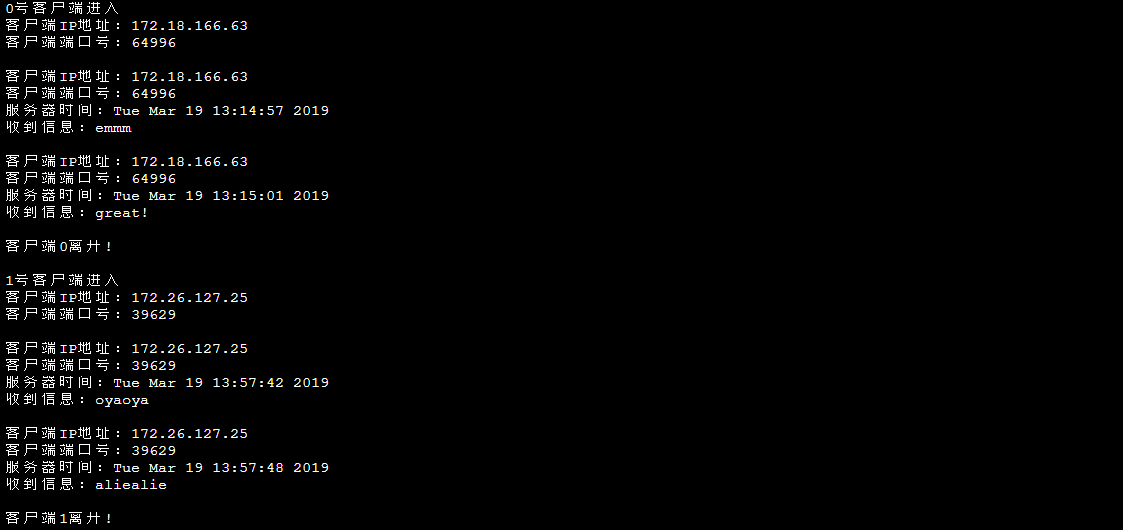 0号客户端进入
客户端IP地址: 172.18.166.63
客户端端口号: 64996
客户端IP地址: 172.18.166.63
客户端端口号: 64996
服务器时间: Tue Mar 19 13:14:57 2019
收到信息: emmm
客户端IP地址: 172.18.166.63
客户端端口号: 64996
服务器时间: Tue Mar 19 13:15:01 2019
收到信息: great!
客户端0离开!
1号客户端进入
客户端IP地址: 172.26.127.25
客户端端口号: 39629
客户端IP地址: 172.26.127.25
客户端端口号: 39629
服务器时间: Tue Mar 19 13:57:42 2019
收到信息: oyaoya
客户端IP地址: 172.26.127.25
客户端端口号: 39629
服务器时间: Tue Mar 19 13:57:48 2019
收到信息: aliealie
客户端1离开!